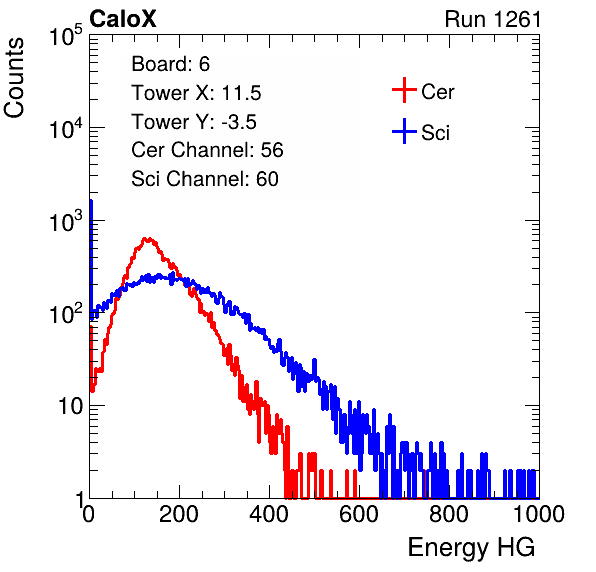 CaloX Run 1261
Board: 6
Tower X: 11.5
Tower Y: -3.5
Cer Channel: 56
Sci Channel: 60
Cer
Sci
Counts
10^5
10^4
10^3
10^2
10
1
0 200 400 600 800 1000
Energy HG